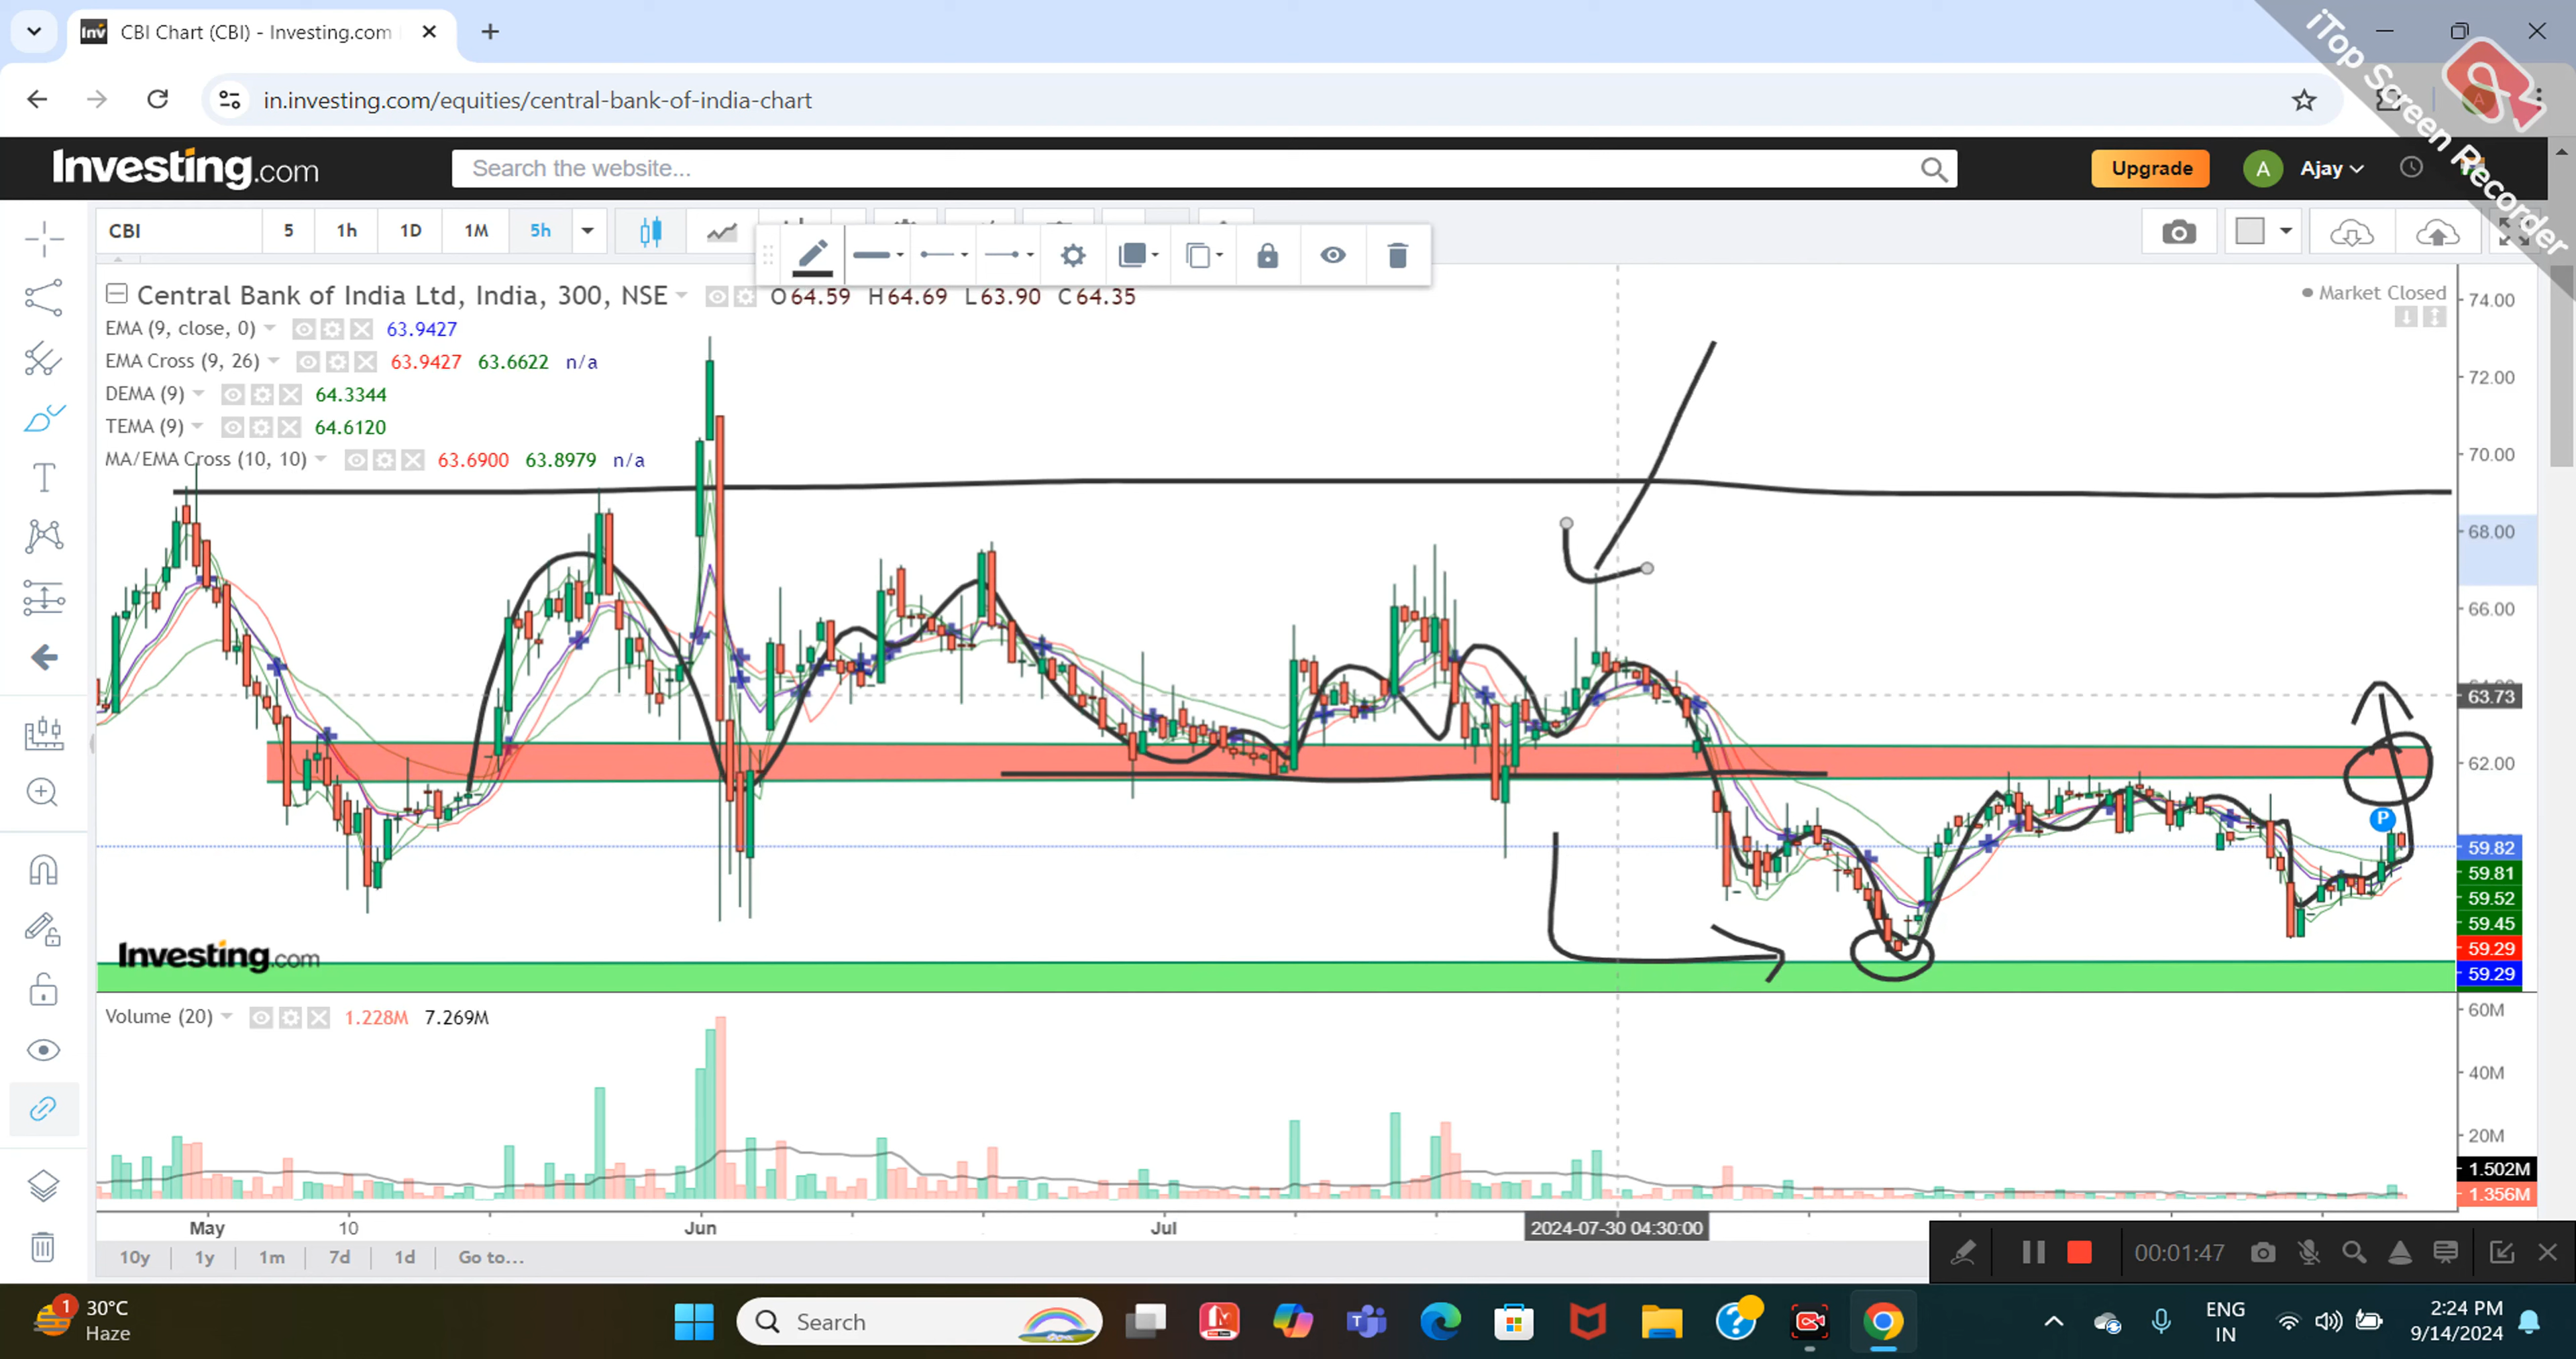 CBI Chart (CBI) - Investing.com
in.investing.com/equities/central-bank-of-india-chart
iTop Screen Recorder
Investing.com
Search the website...
Upgrade
A
Ajay
CBI 5 1h 1D 1M 5h
Central Bank of India Ltd, India, 300, NSE O64.59 H64.69 L63.90 C64.35
Market Closed
EMA (9, close, 0) 63.9427
EMA Cross (9, 26) 63.9427 63.6622 n/a
DEMA (9) 64.3344
TEMA (9) 64.6120
MA/EMA Cross (10, 10) 63.6900 63.8979 n/a
74.00
72.00
70.00
68.00
66.00
63.73
62.00
P
59.82
59.81
59.52
59.45
59.29
59.29
Investing.com
Volume (20) 1.228M 7.269M
60M
40M
20M
1.502M
1.356M
May 10 Jun Jul 2024-07-30 04:30:00
10y 1y 1m 7d 1d Go to...
00:01:47
1
30°C
Haze
Search
ENG
IN
2:24 PM
9/14/2024